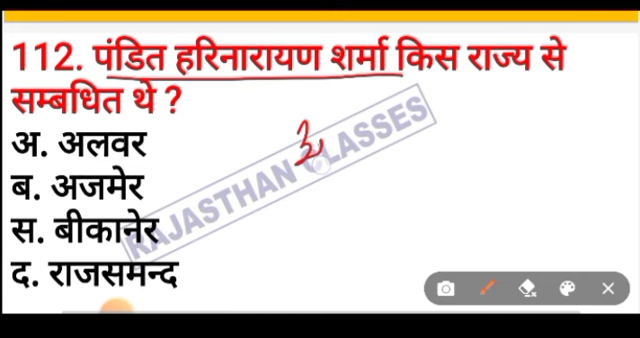 112. पंडित हरिनारायण शर्मा किस राज्य से
सम्बधित थे ?
अ. अलवर
ब. अजमेर
स. बीकानेर
द. राजसमन्द
RAJASTHAN CLASSES